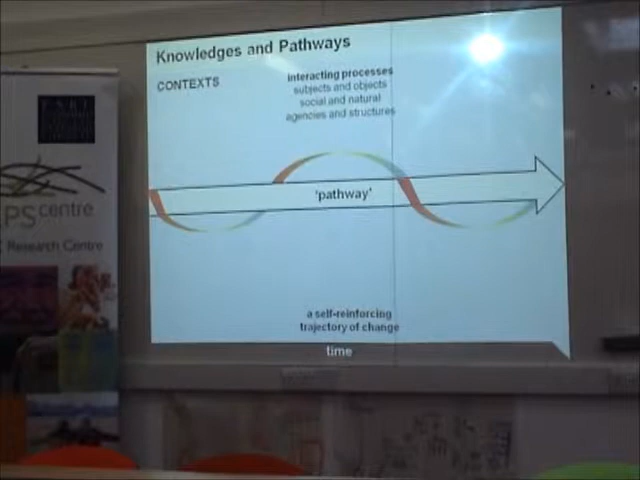 Knowledges and Pathways
CONTEXTS
interacting processes
subjects and objects
social and natural
agencies and structures
'pathway'
a self-reinforcing
trajectory of change
time
PS centre
Research Centre